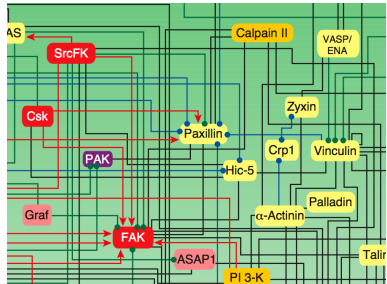 AS
Calpain II
VASP/
ENA
SrcFK
Zyxin
Csk
Paxillin
PAK
Crp1
Vinculin
Hic-5
Palladin
Graf
α-Actinin
FAK
ASAP1
Talin
PI 3-K